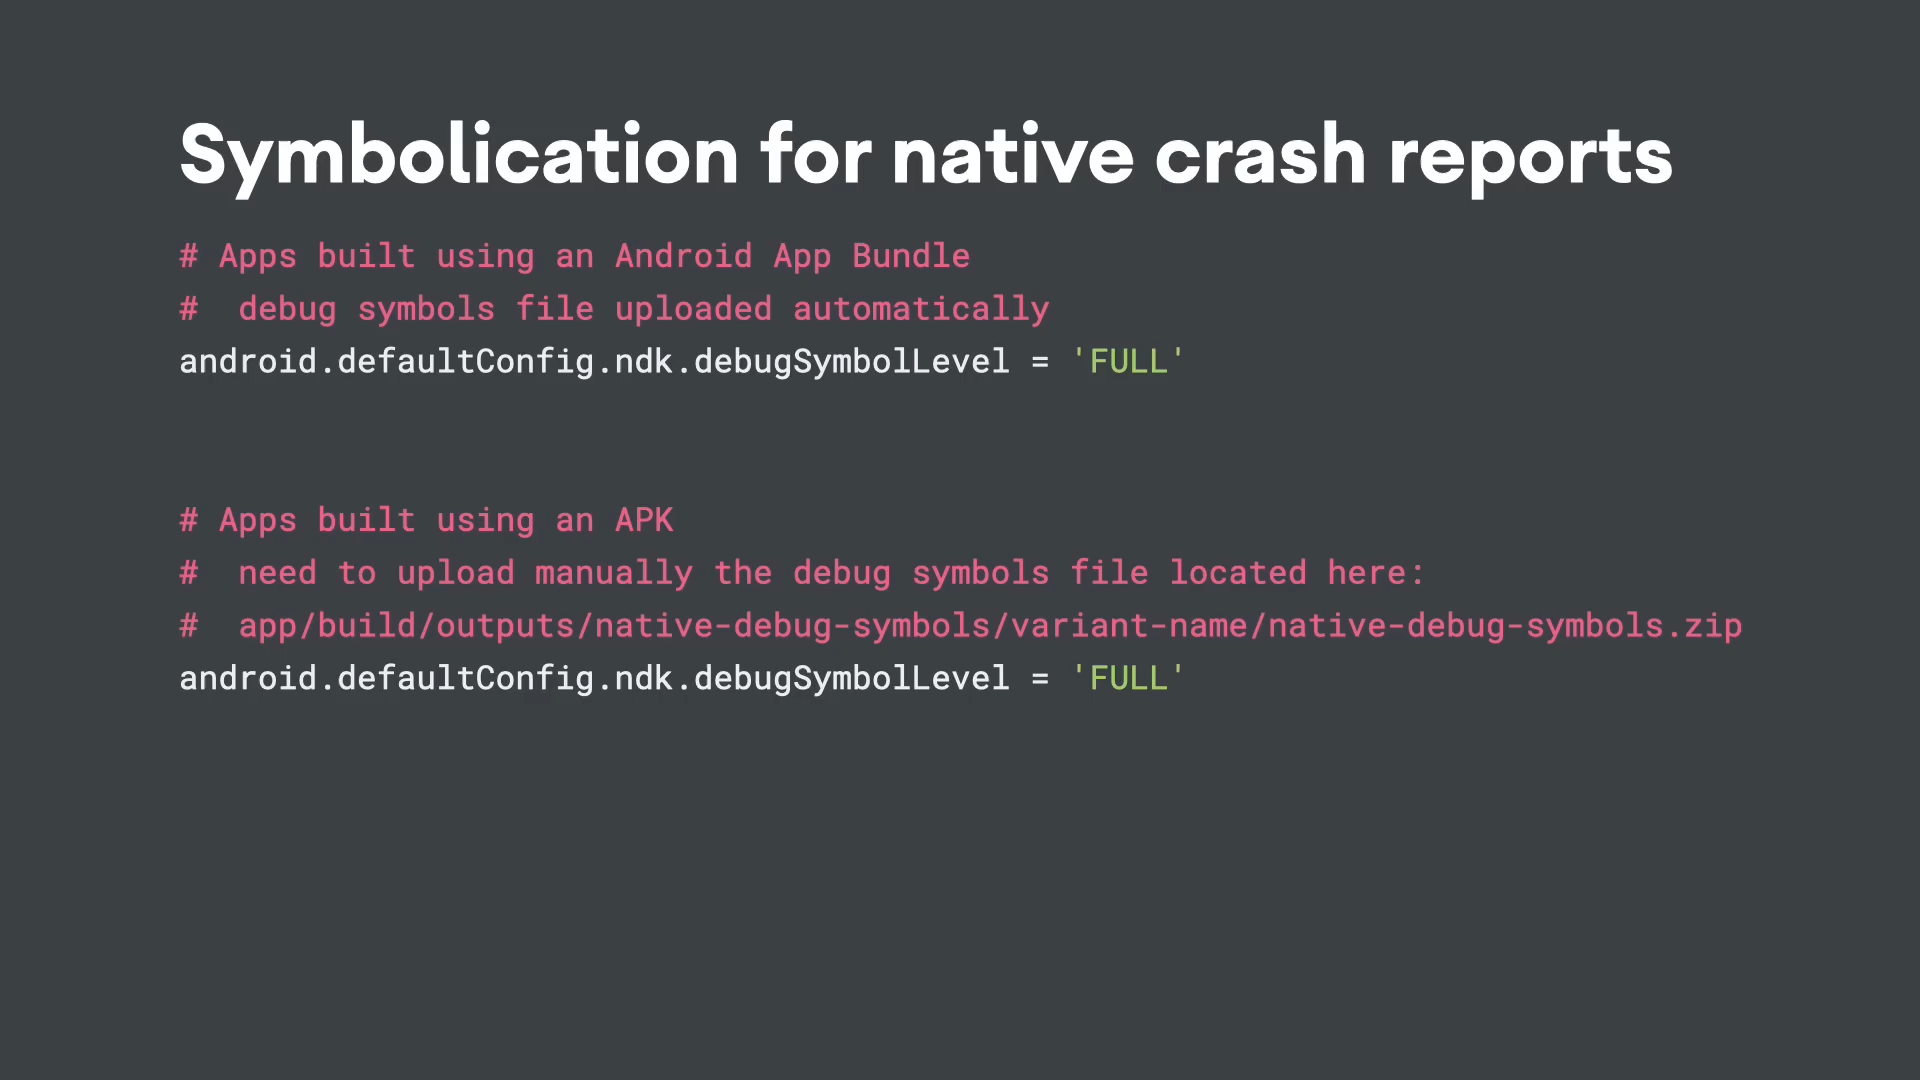 Symbolication for native crash reports
# Apps built using an Android App Bundle
#  debug symbols file uploaded automatically
android.defaultConfig.ndk.debugSymbolLevel = 'FULL'
# Apps built using an APK
#  need to upload manually the debug symbols file located here:
#  app/build/outputs/native-debug-symbols/variant-name/native-debug-symbols.zip
android.defaultConfig.ndk.debugSymbolLevel = 'FULL'